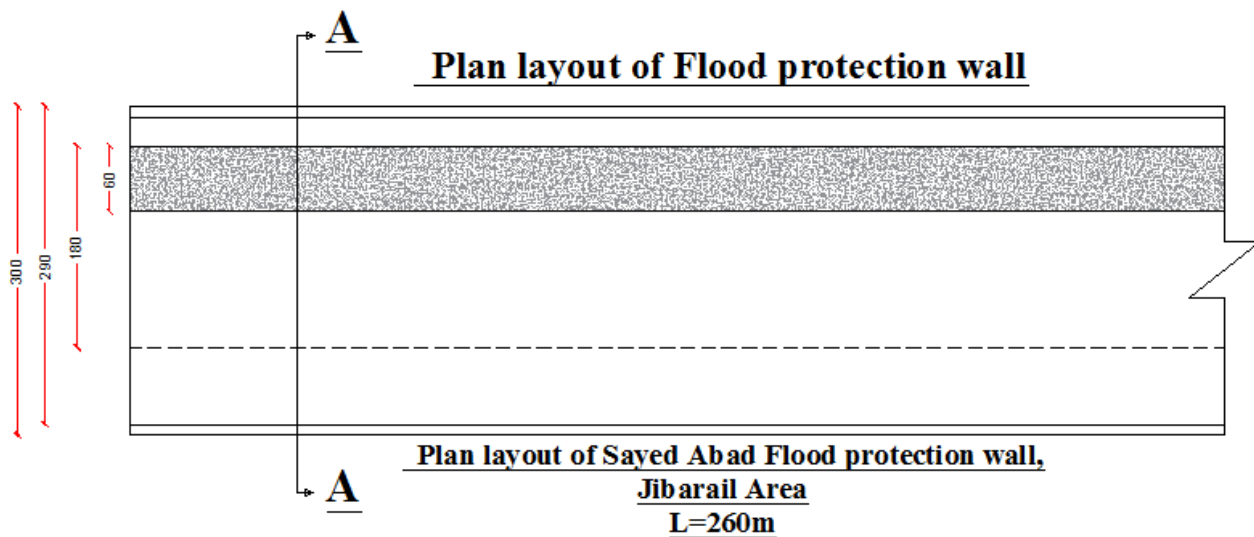 A
Plan layout of Flood protection wall
300
290
180
60
A
Plan layout of Sayed Abad Flood protection wall,
Jibarail Area
L=260m